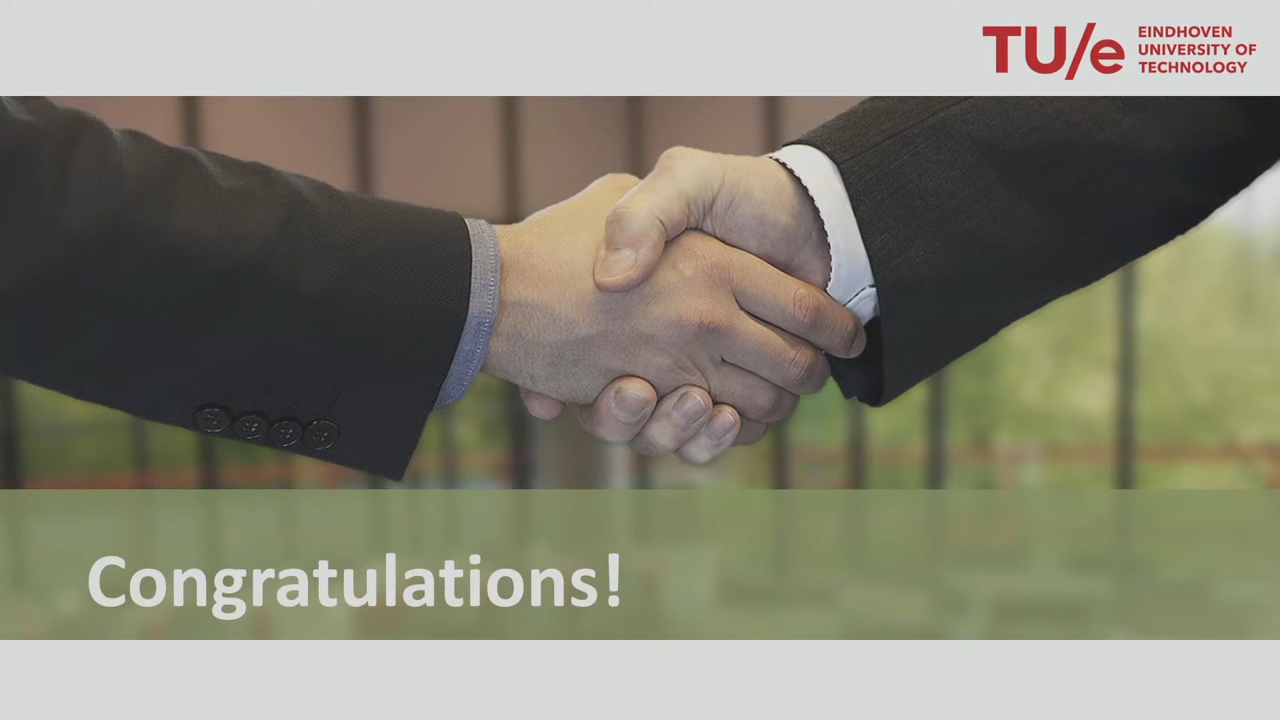 TU/e
EINDHOVEN
UNIVERSITY OF
TECHNOLOGY
Congratulations!